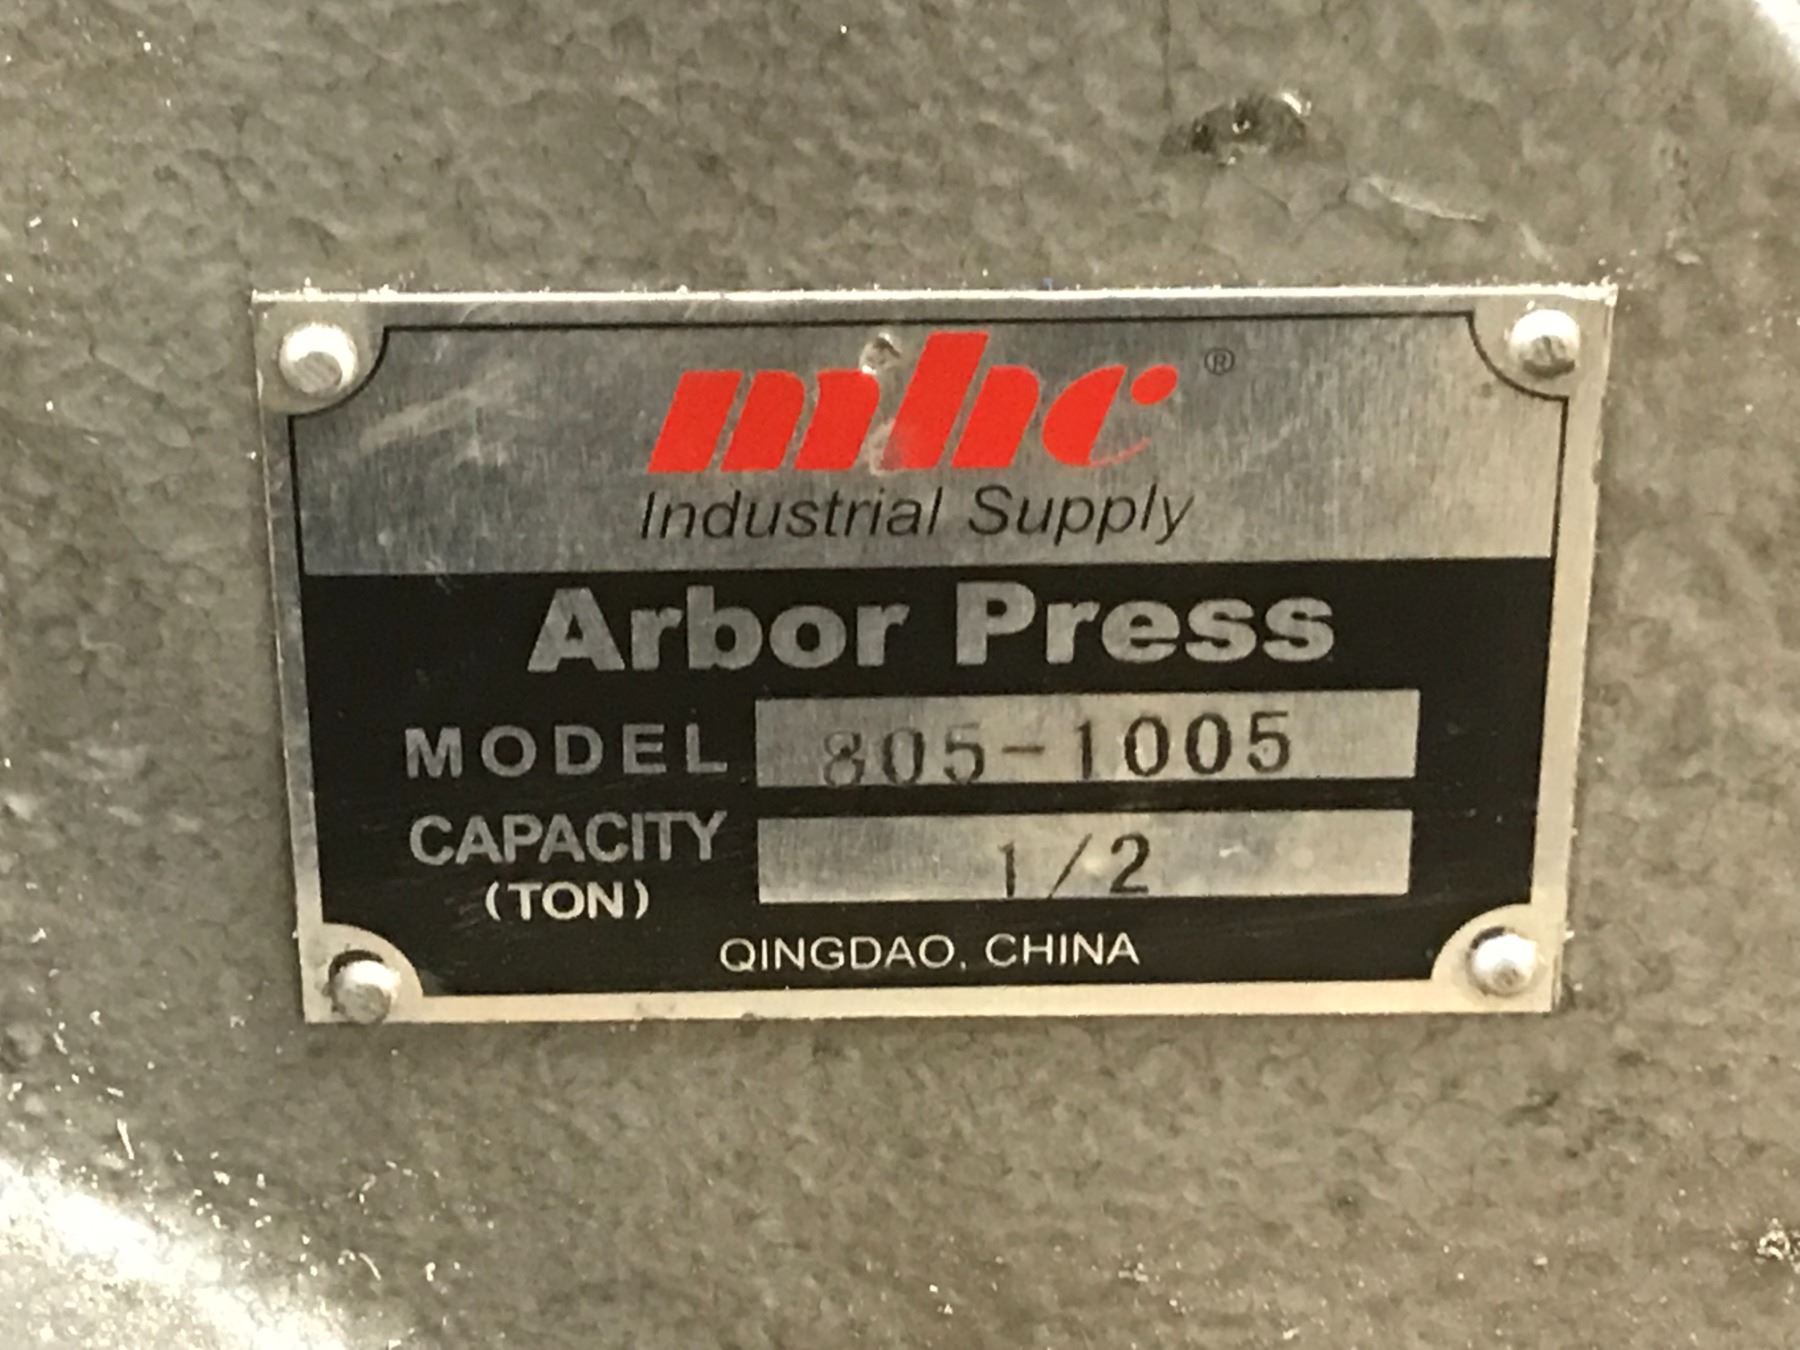 mhc®
Industrial Supply
Arbor Press
MODEL 805-1005
CAPACITY 1/2
(TON)
QINGDAO, CHINA